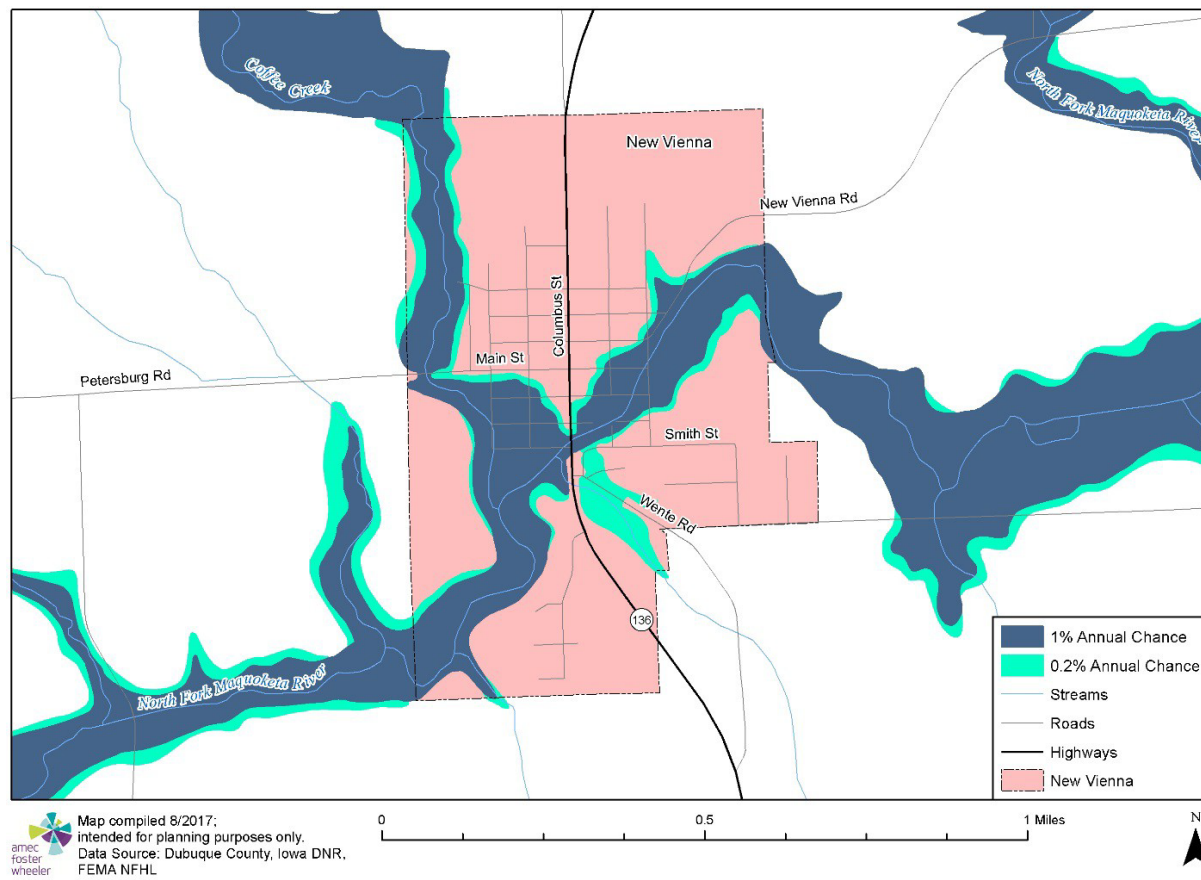 Coffee Creek
North Fork Maquoketa River
New Vienna
New Vienna Rd
Columbus St
Main St
Petersburg Rd
Smith St
Wente Rd
136
North Fork Maquoketa River
1% Annual Chance
0.2% Annual Chance
Streams
Roads
Highways
New Vienna
amec
foster
wheeler
Map compiled 8/2017;
intended for planning purposes only.
Data Source: Dubuque County, Iowa DNR,
FEMA NFHL
0 0.5 1 Miles
N